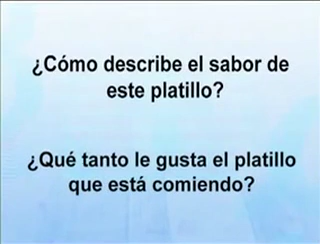 ¿Cómo describe el sabor de
este platillo?
¿Qué tanto le gusta el platillo
que está comiendo?